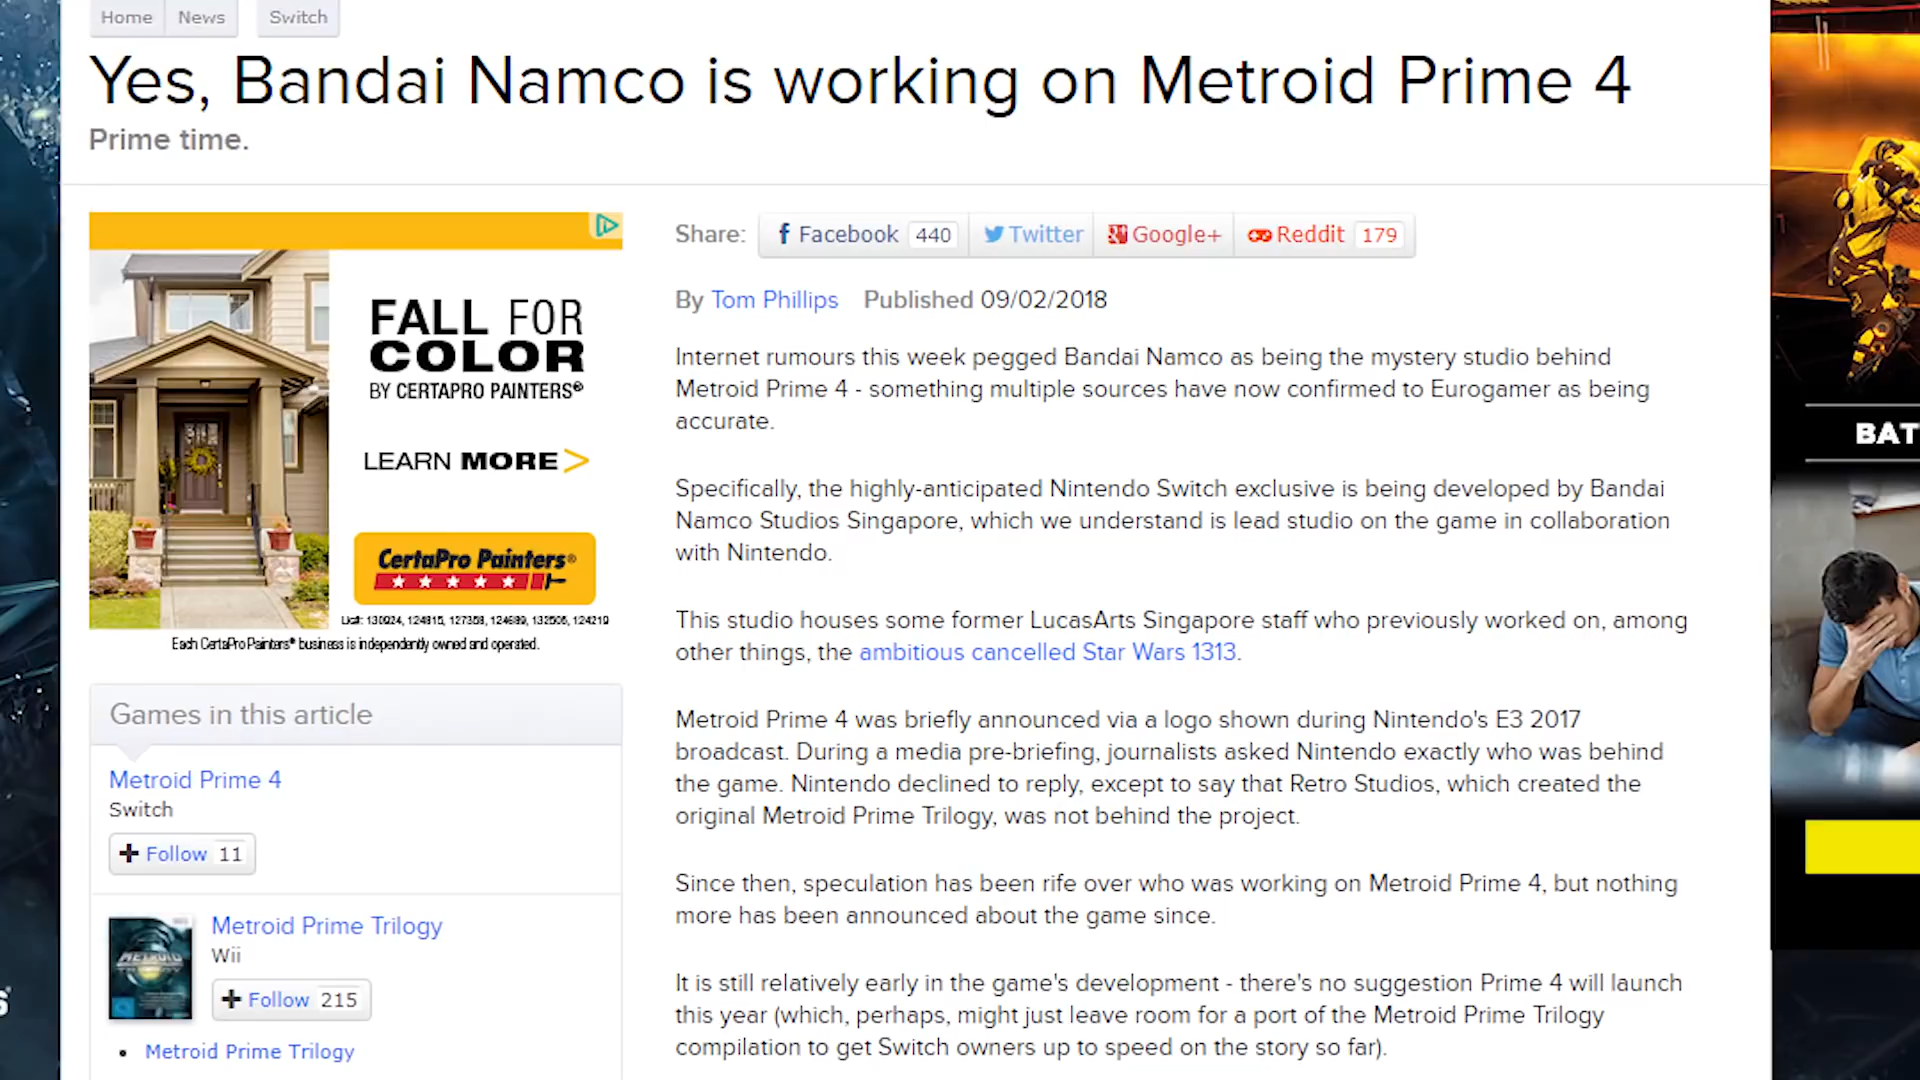 Home
News
Switch
Yes, Bandai Namco is working on Metroid Prime 4
Prime time.
FALL FOR
COLOR
BY CERTAPRO PAINTERS®
LEARN MORE >
CertaPro Painters®
Each CertaPro Painters® business is independently owned and operated.
Games in this article
Metroid Prime 4
Switch
Follow 11
METROID
Metroid Prime Trilogy
Wii
Follow 215
• Metroid Prime Trilogy
Share: Facebook 440 Twitter Google+ Reddit 179
By Tom Phillips Published 09/02/2018
Internet rumours this week pegged Bandai Namco as being the mystery studio behind
Metroid Prime 4 - something multiple sources have now confirmed to Eurogamer as being
accurate.
Specifically, the highly-anticipated Nintendo Switch exclusive is being developed by Bandai
Namco Studios Singapore, which we understand is lead studio on the game in collaboration
with Nintendo.
This studio houses some former LucasArts Singapore staff who previously worked on, among
other things, the ambitious cancelled Star Wars 1313.
Metroid Prime 4 was briefly announced via a logo shown during Nintendo's E3 2017
broadcast. During a media pre-briefing, journalists asked Nintendo exactly who was behind
the game. Nintendo declined to reply, except to say that Retro Studios, which created the
original Metroid Prime Trilogy, was not behind the project.
Since then, speculation has been rife over who was working on Metroid Prime 4, but nothing
more has been announced about the game since.
It is still relatively early in the game's development - there's no suggestion Prime 4 will launch
this year (which, perhaps, might just leave room for a port of the Metroid Prime Trilogy
compilation to get Switch owners up to speed on the story so far).
BAT